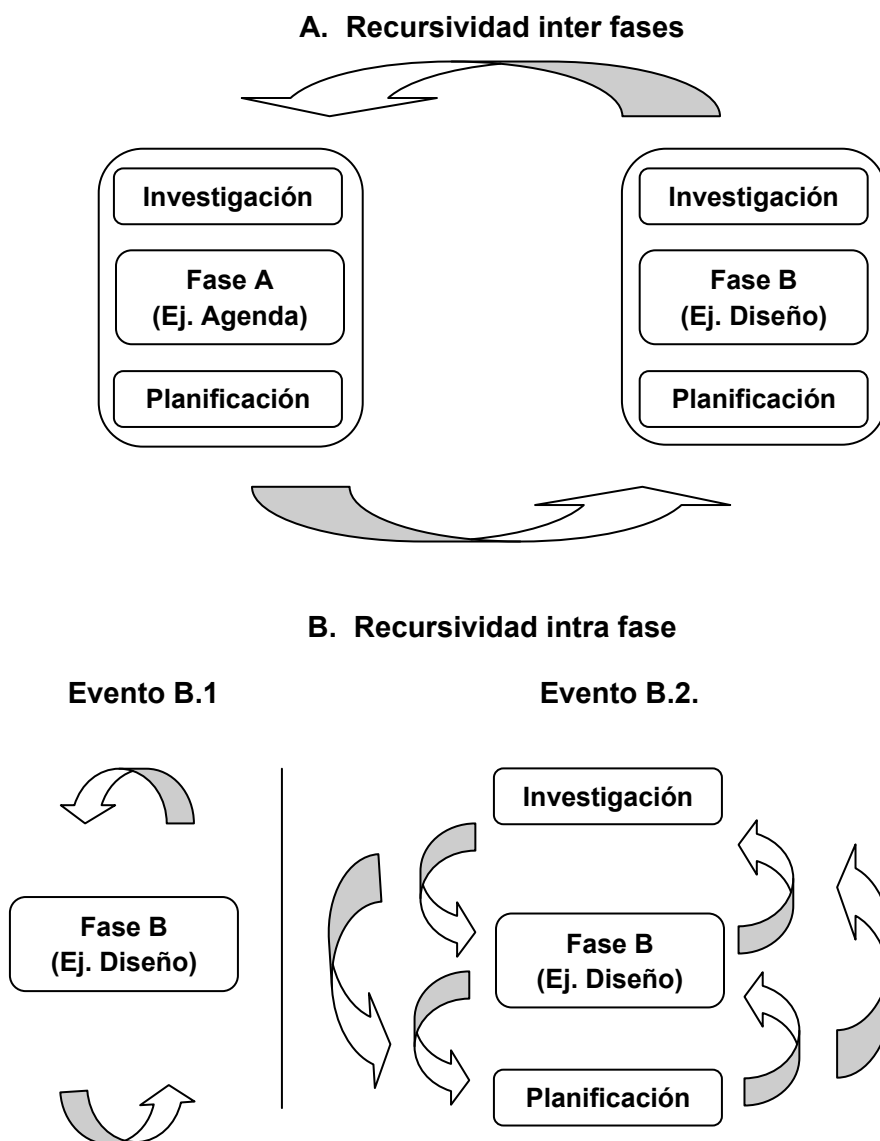 A. Recursividad inter fases
Investigación
Fase A
(Ej. Agenda)
Planificación
Investigación
Fase B
(Ej. Diseño)
Planificación
B. Recursividad intra fase
Evento B.1
Fase B
(Ej. Diseño)
Evento B.2.
Investigación
Fase B
(Ej. Diseño)
Planificación